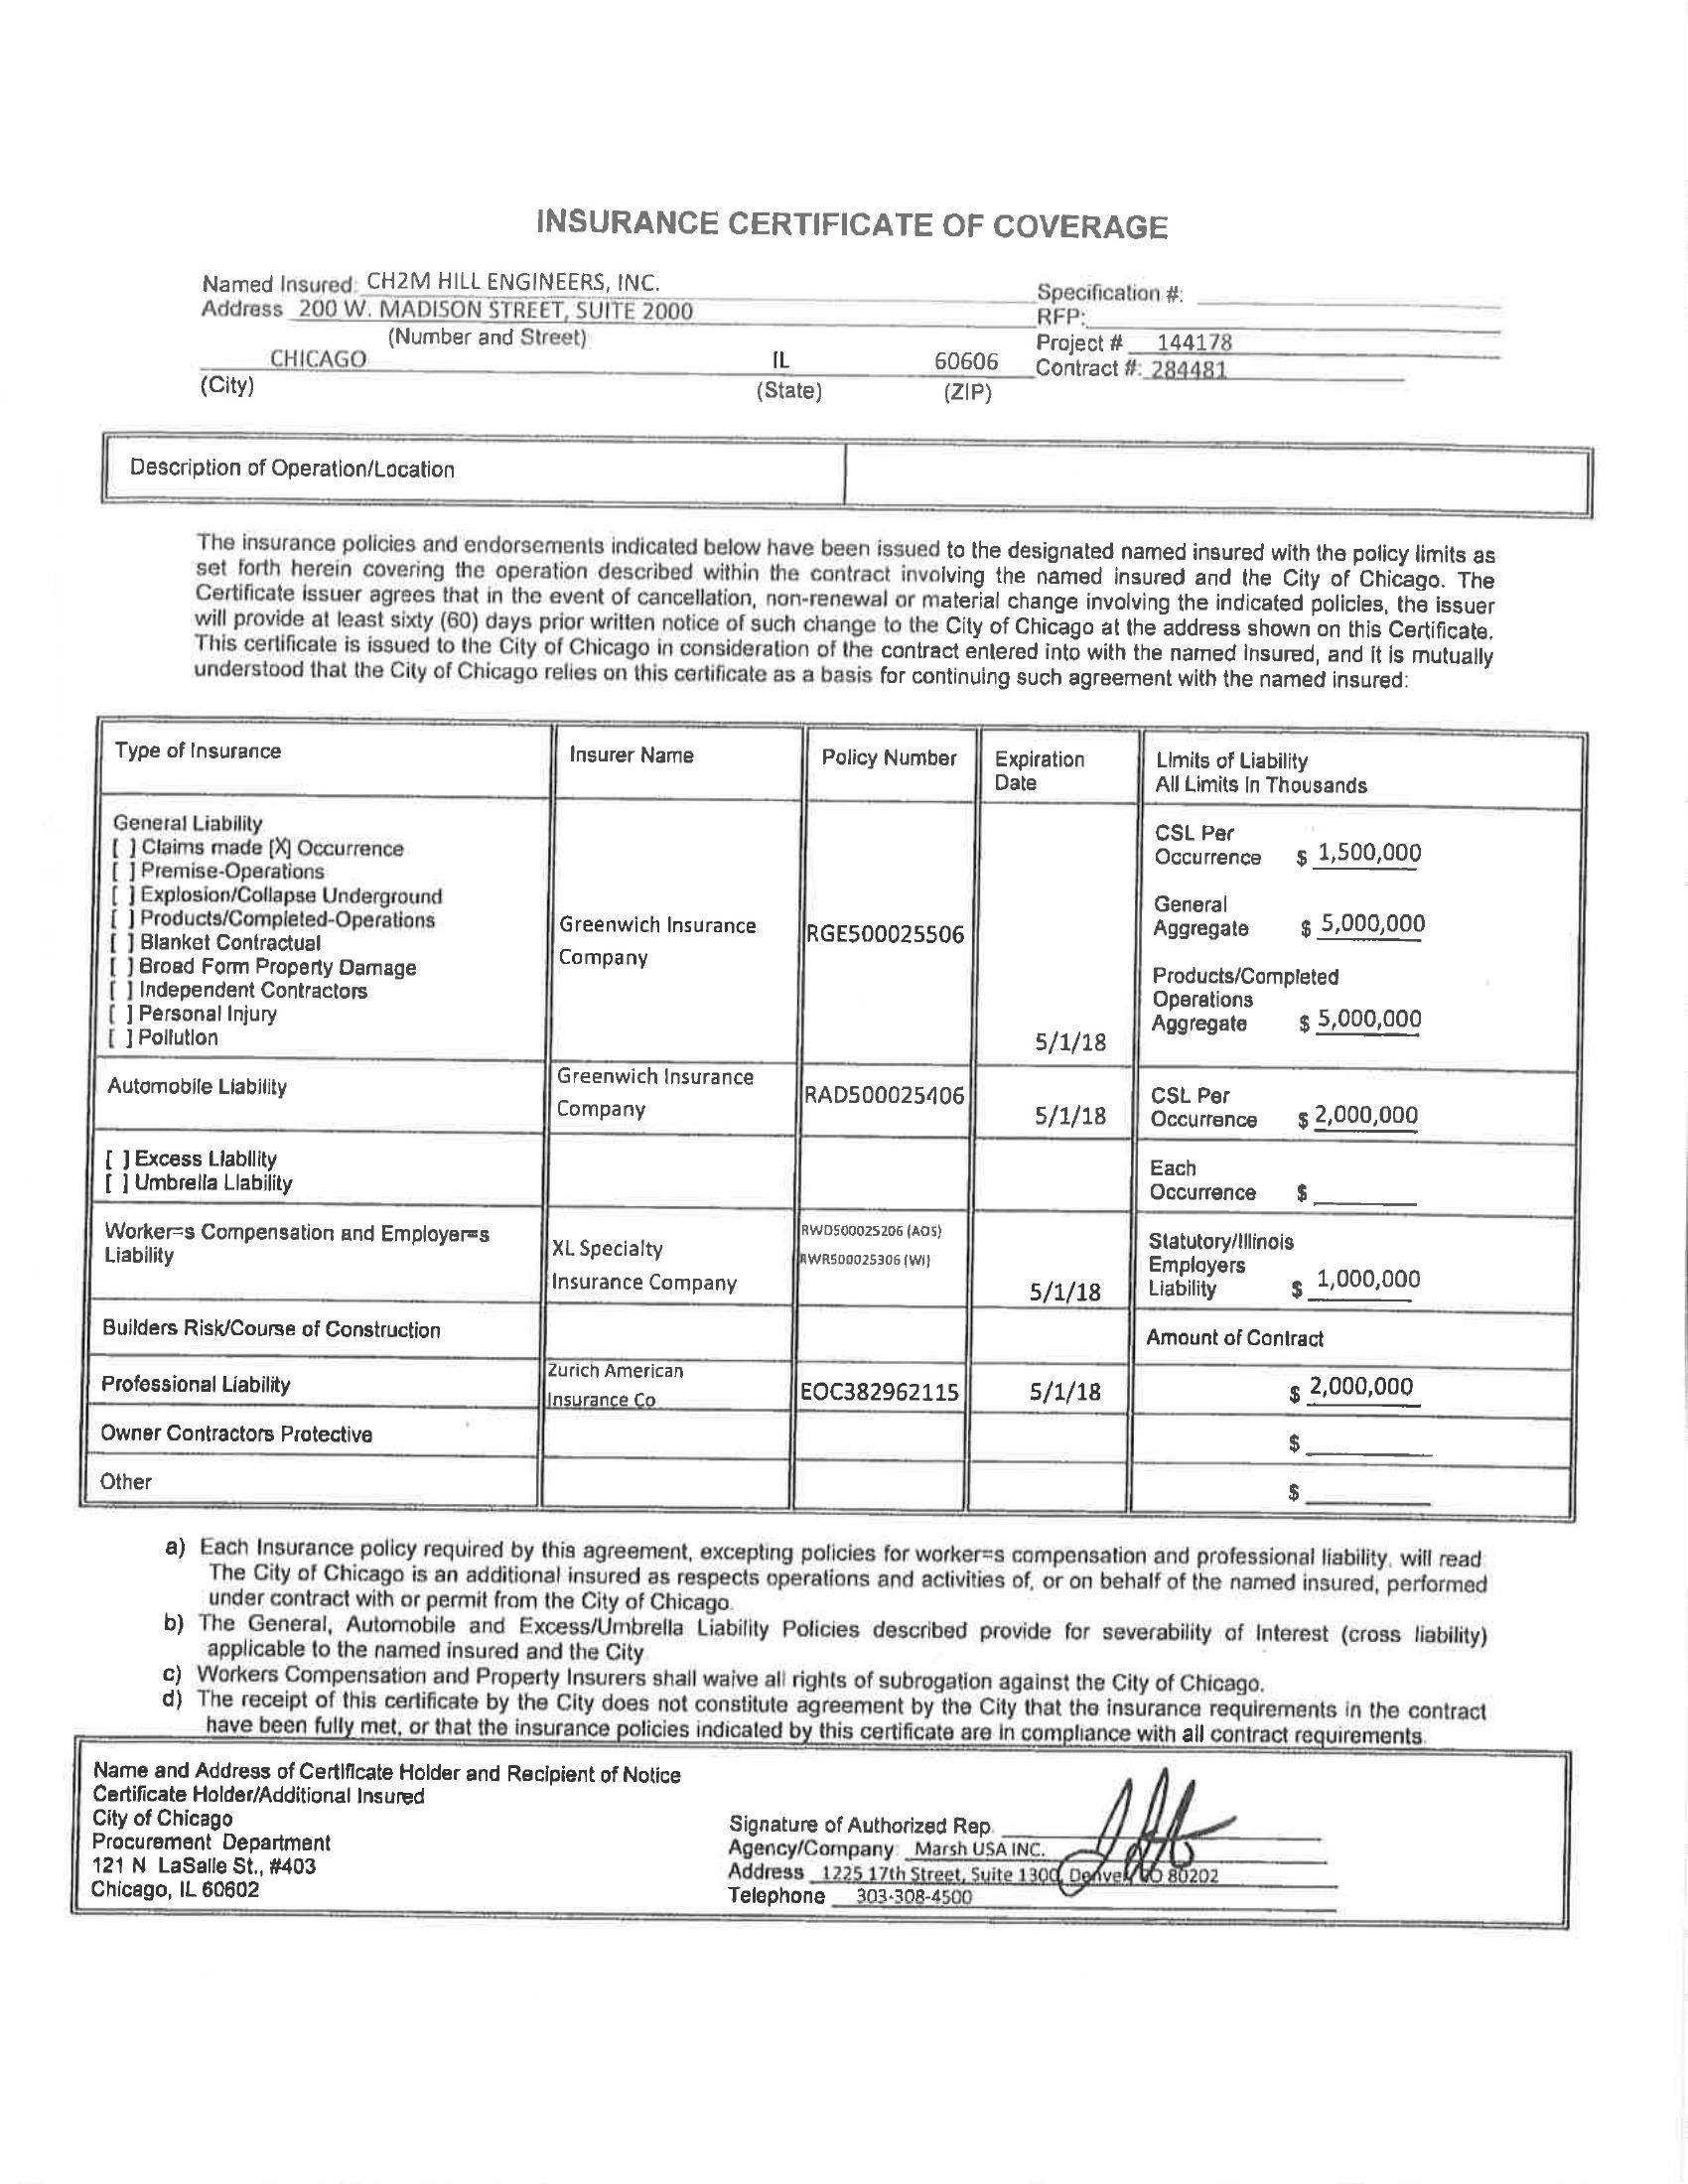 INSURANCE CERTIFICATE OF COVERAGE
Named Insured: CH2M HILL ENGINEERS, INC.
Address 200 W. MADISON STREET, SUITE 2000
(Number and Street)
CHICAGO IL 60606
(City) (State) (ZIP)
Specification #:
RFP:
Project # 144178
Contract #: 284481
Description of Operation/Location
The insurance policies and endorsements indicated below have been issued to the designated named insured with the policy limits as
set forth herein covering the operation described within the contract involving the named insured and the City of Chicago. The
Certificate issuer agrees that in the event of cancellation, non-renewal or material change involving the indicated policies, the issuer
will provide at least sixty (60) days prior written notice of such change to the City of Chicago at the address shown on this Certificate.
This certificate is issued to the City of Chicago in consideration of the contract entered into with the named insured, and it is mutually
understood that the City of Chicago relies on this certificate as a basis for continuing such agreement with the named insured:
Type of Insurance
Insurer Name
Policy Number
Expiration
Date
Limits of Liability
All Limits In Thousands
General Liability
[ ] Claims made [X] Occurrence
[ ] Premise-Operations
[ ] Explosion/Collapse Underground
[ ] Products/Completed-Operations
[ ] Blanket Contractual
[ ] Broad Form Property Damage
[ ] Independent Contractors
[ ] Personal Injury
[ ] Pollution
Greenwich Insurance
Company
RGE500025506
5/1/18
CSL Per
Occurrence $ 1,500,000
General
Aggregate $ 5,000,000
Products/Completed
Operations
Aggregate $ 5,000,000
Automobile Liability
Greenwich Insurance
Company
RAD500025406
5/1/18
CSL Per
Occurrence $ 2,000,000
[ ] Excess Liability
[ ] Umbrella Liability
Each
Occurrence $
Worker=s Compensation and Employer=s
Liability
XL Specialty
Insurance Company
RWD500025206 (AOS)
RWR500025306 (WI)
5/1/18
Statutory/Illinois
Employers
Liability $ 1,000,000
Builders Risk/Course of Construction
Amount of Contract
Professional Liability
Zurich American
Insurance Co
EOC382962115
5/1/18
$ 2,000,000
Owner Contractors Protective
$
Other
$
a) Each Insurance policy required by this agreement, excepting policies for worker=s compensation and professional liability, will read
The City of Chicago is an additional insured as respects operations and activities of, or on behalf of the named insured, performed
under contract with or permit from the City of Chicago.
b) The General, Automobile and Excess/Umbrella Liability Policies described provide for severability of Interest (cross liability)
applicable to the named insured and the City
c) Workers Compensation and Property Insurers shall waive all rights of subrogation against the City of Chicago.
d) The receipt of this certificate by the City does not constitute agreement by the City that the insurance requirements in the contract
have been fully met, or that the insurance policies indicated by this certificate are in compliance with all contract requirements.
Name and Address of Certificate Holder and Recipient of Notice
Certificate Holder/Additional Insured
City of Chicago
Procurement Department
121 N LaSalle St., #403
Chicago, IL 60602
Signature of Authorized Rep.
Agency/Company: Marsh USA INC.
Address 1225 17th Street, Suite 1300, Denver, CO 80202
Telephone 303-308-4500